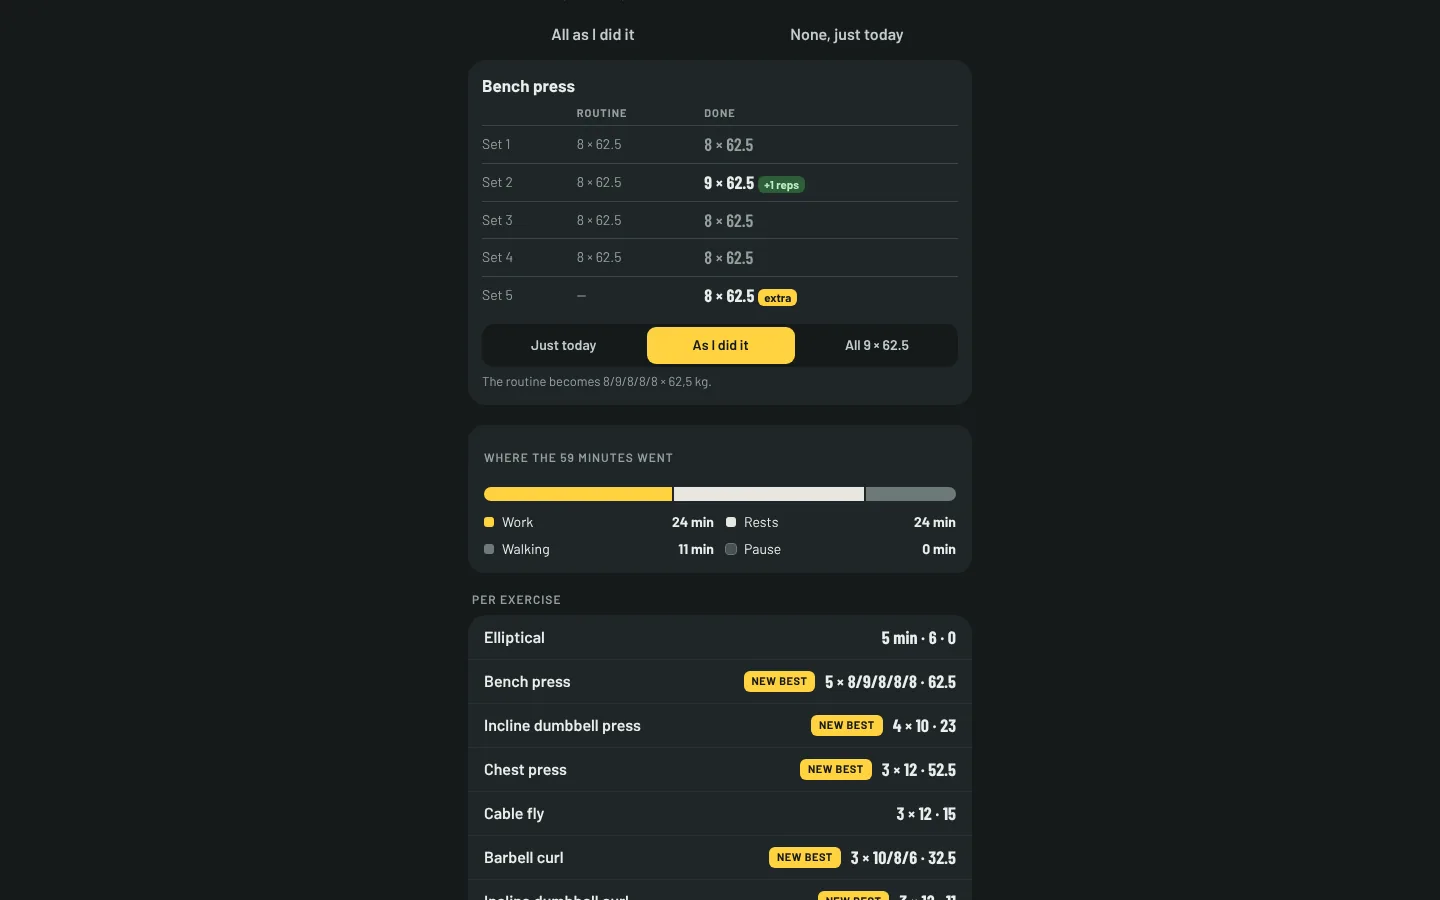 All as I did it None, just today
Bench press
ROUTINE DONE
Set 1 8 × 62.5 8 × 62.5
Set 2 8 × 62.5 9 × 62.5 +1 reps
Set 3 8 × 62.5 8 × 62.5
Set 4 8 × 62.5 8 × 62.5
Set 5 – 8 × 62.5 extra
Just today As I did it All 9 × 62.5
The routine becomes 8/9/8/8/8 × 62,5 kg.
WHERE THE 59 MINUTES WENT
Work 24 min Rests 24 min
Walking 11 min Pause 0 min
PER EXERCISE
Elliptical 5 min · 6 · 0
Bench press NEW BEST 5 × 8/9/8/8/8 · 62.5
Incline dumbbell press NEW BEST 4 × 10 · 23
Chest press NEW BEST 3 × 12 · 52.5
Cable fly 3 × 12 · 15
Barbell curl NEW BEST 3 × 10/8/6 · 32.5
Incline dumbbell curl NEW BEST